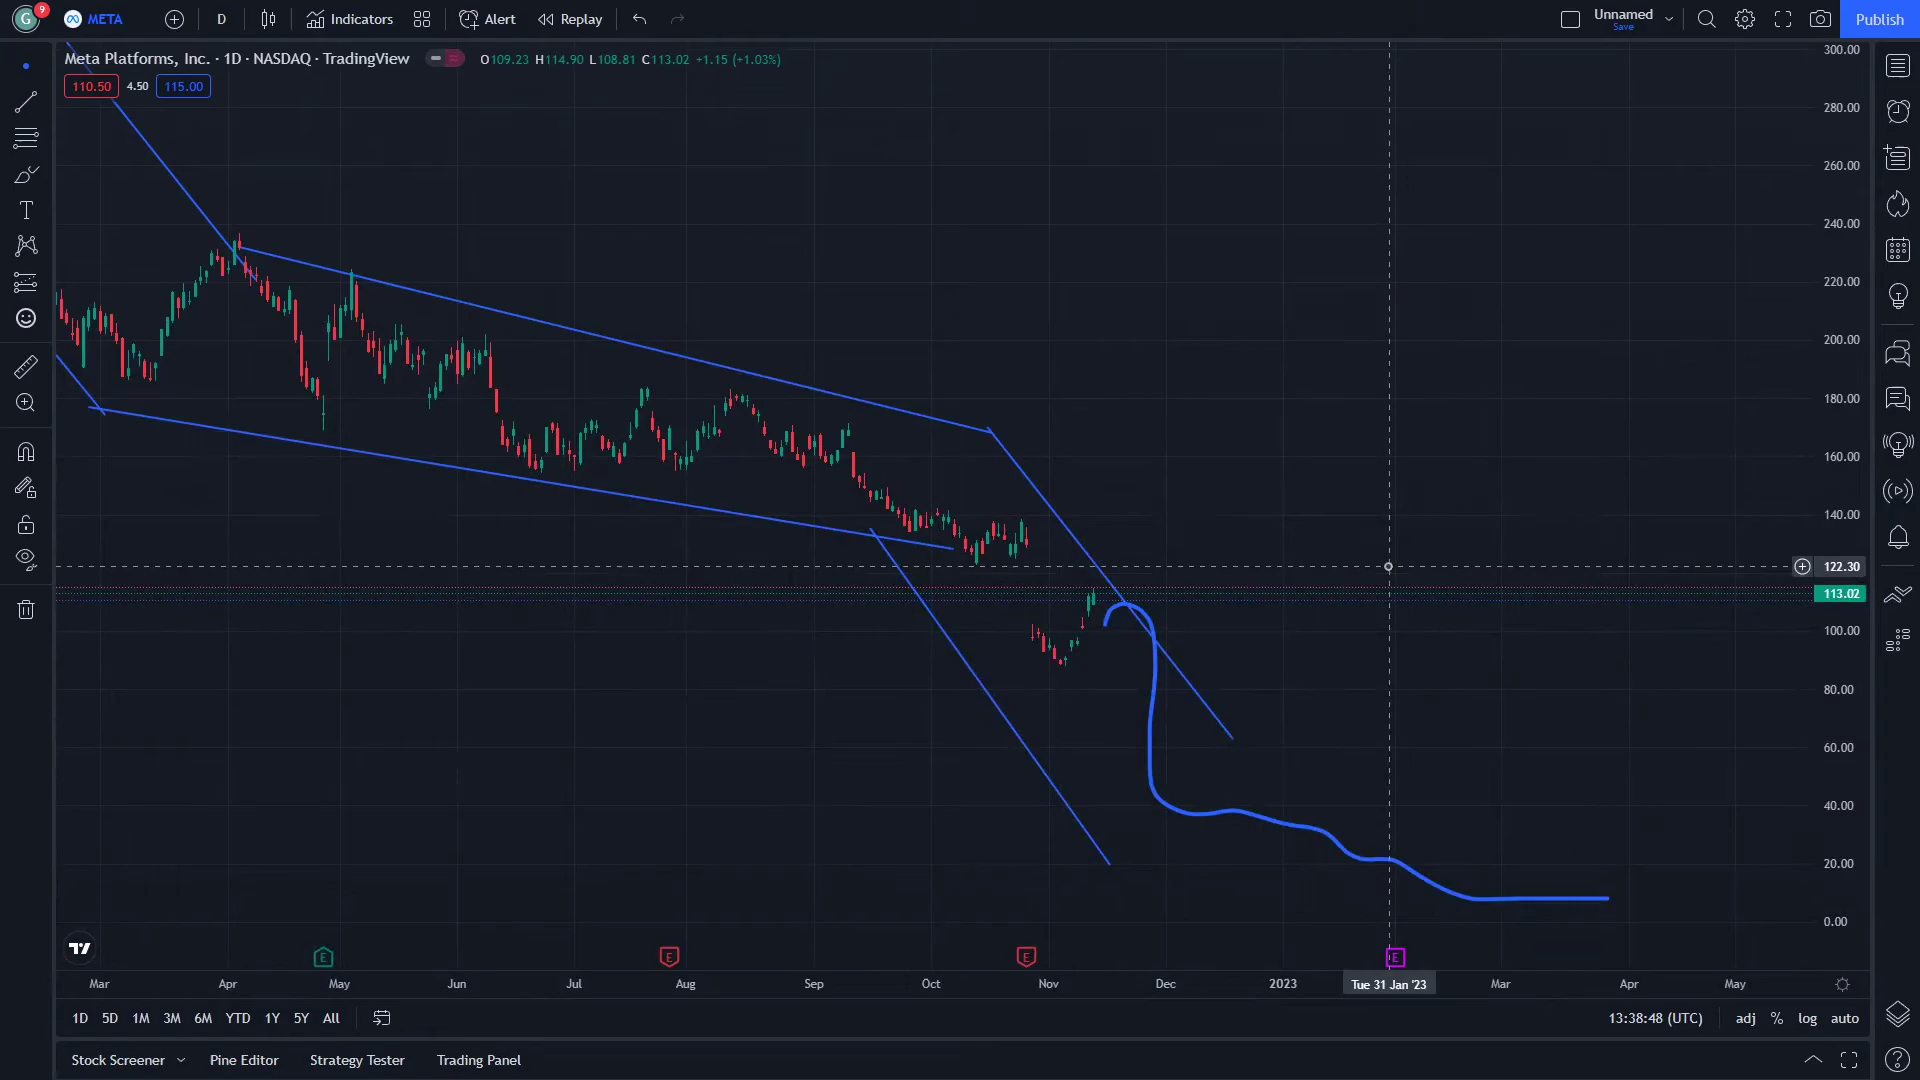 G 9 META D Indicators Alert Replay Unnamed Save Publish
Meta Platforms, Inc. · 1D · NASDAQ · TradingView O109.23 H114.90 L108.81 C113.02 +1.15 (+1.03%)
110.50 4.50 115.00
300.00
280.00
260.00
240.00
220.00
200.00
180.00
160.00
140.00
122.30
113.02
100.00
80.00
60.00
40.00
20.00
0.00
E E E E
Mar Apr May Jun Jul Aug Sep Oct Nov Dec 2023 Tue 31 Jan '23 Mar Apr May
1D 5D 1M 3M 6M YTD 1Y 5Y All 13:38:48 (UTC) adj % log auto
Stock Screener Pine Editor Strategy Tester Trading Panel